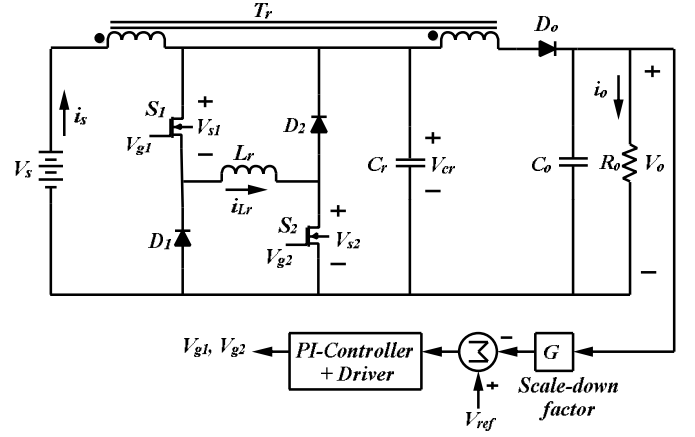 Tr
Do
is
S1
+
Vs1
−
Vg1
D2
Lr
iLr
Cr
+
Vcr
−
io
+
Vs
Co
Ro
Vo
D1
S2
+
Vs2
−
Vg2
−
Vg1, Vg2
PI-Controller
+ Driver
Σ
−
+
G
Vref
Scale-down
factor